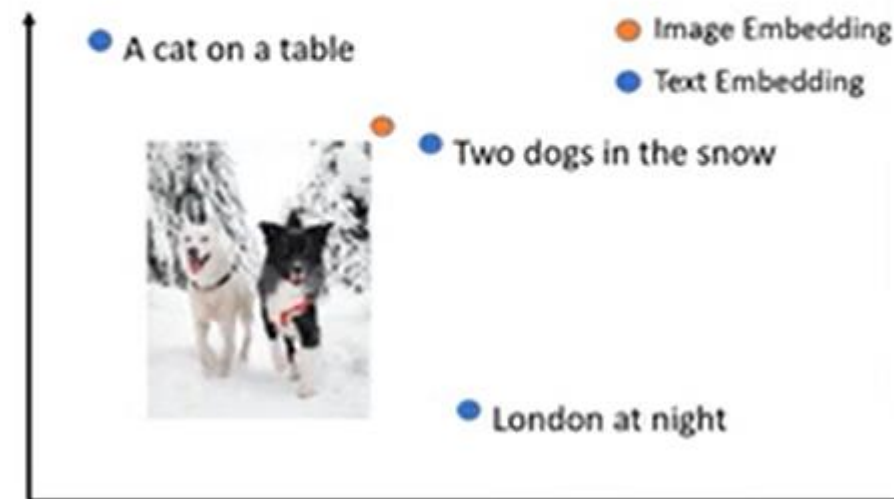 A cat on a table
Image Embedding
Text Embedding
Two dogs in the snow
London at night